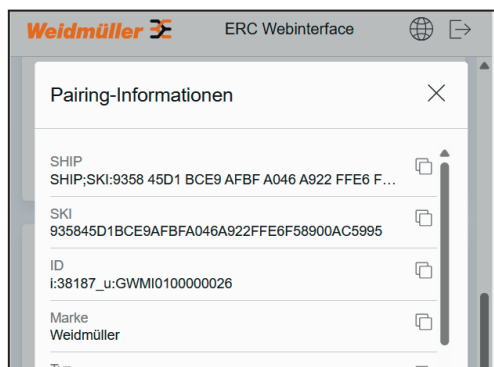 Weidmüller
ERC Webinterface
Pairing-Informationen
SHIP
SHIP;SKI:9358 45D1 BCE9 AFBF A046 A922 FFE6 F...
SKI
935845D1BCE9AFBFA046A922FFE6F58900AC5995
ID
i:38187_u:GWMI0100000026
Marke
Weidmüller